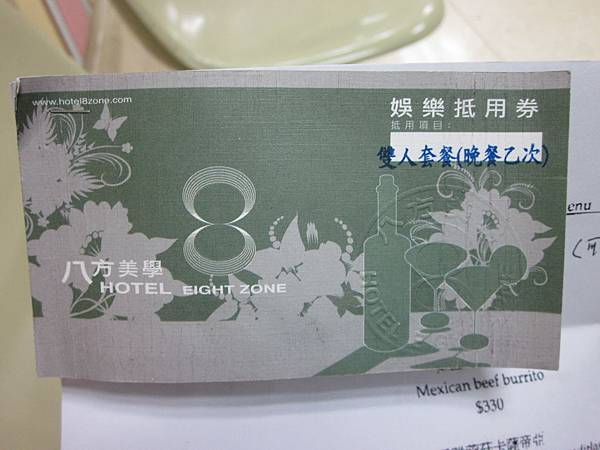 www.hotel8zone.com
娛樂抵用券
抵用項目：
雙人套餐(晚餐乙次)
八方美學
HOTEL EIGHT ZONE
HOTEL
enu
Mexican beef burrito
$330